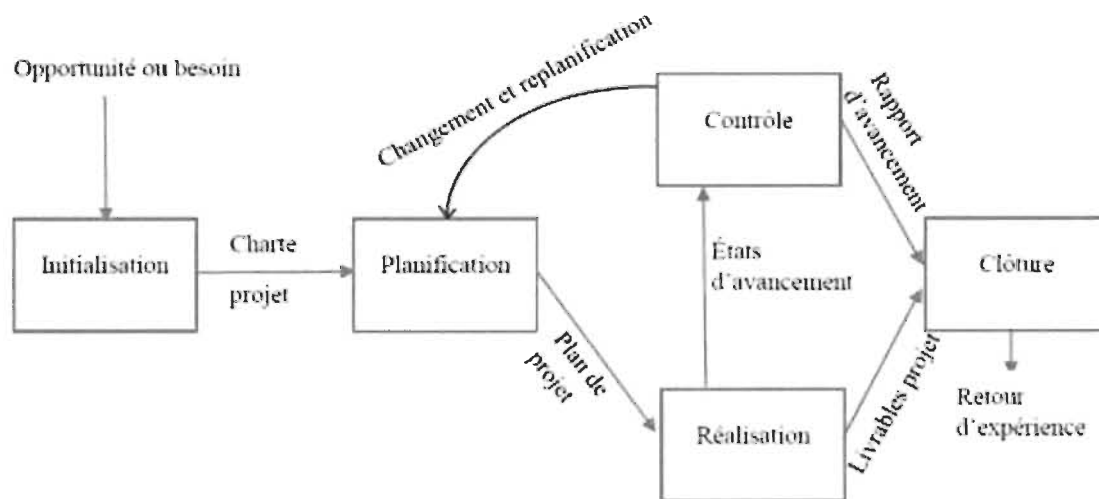 Opportunité ou besoin
Changement et replanification
Contrôle
Rapport
d'avancement
Initialisation
Charte
projet
Planification
États
d'avancement
Clôture
Plan de
projet
Réalisation
Livrables projet
Retour
d'expérience